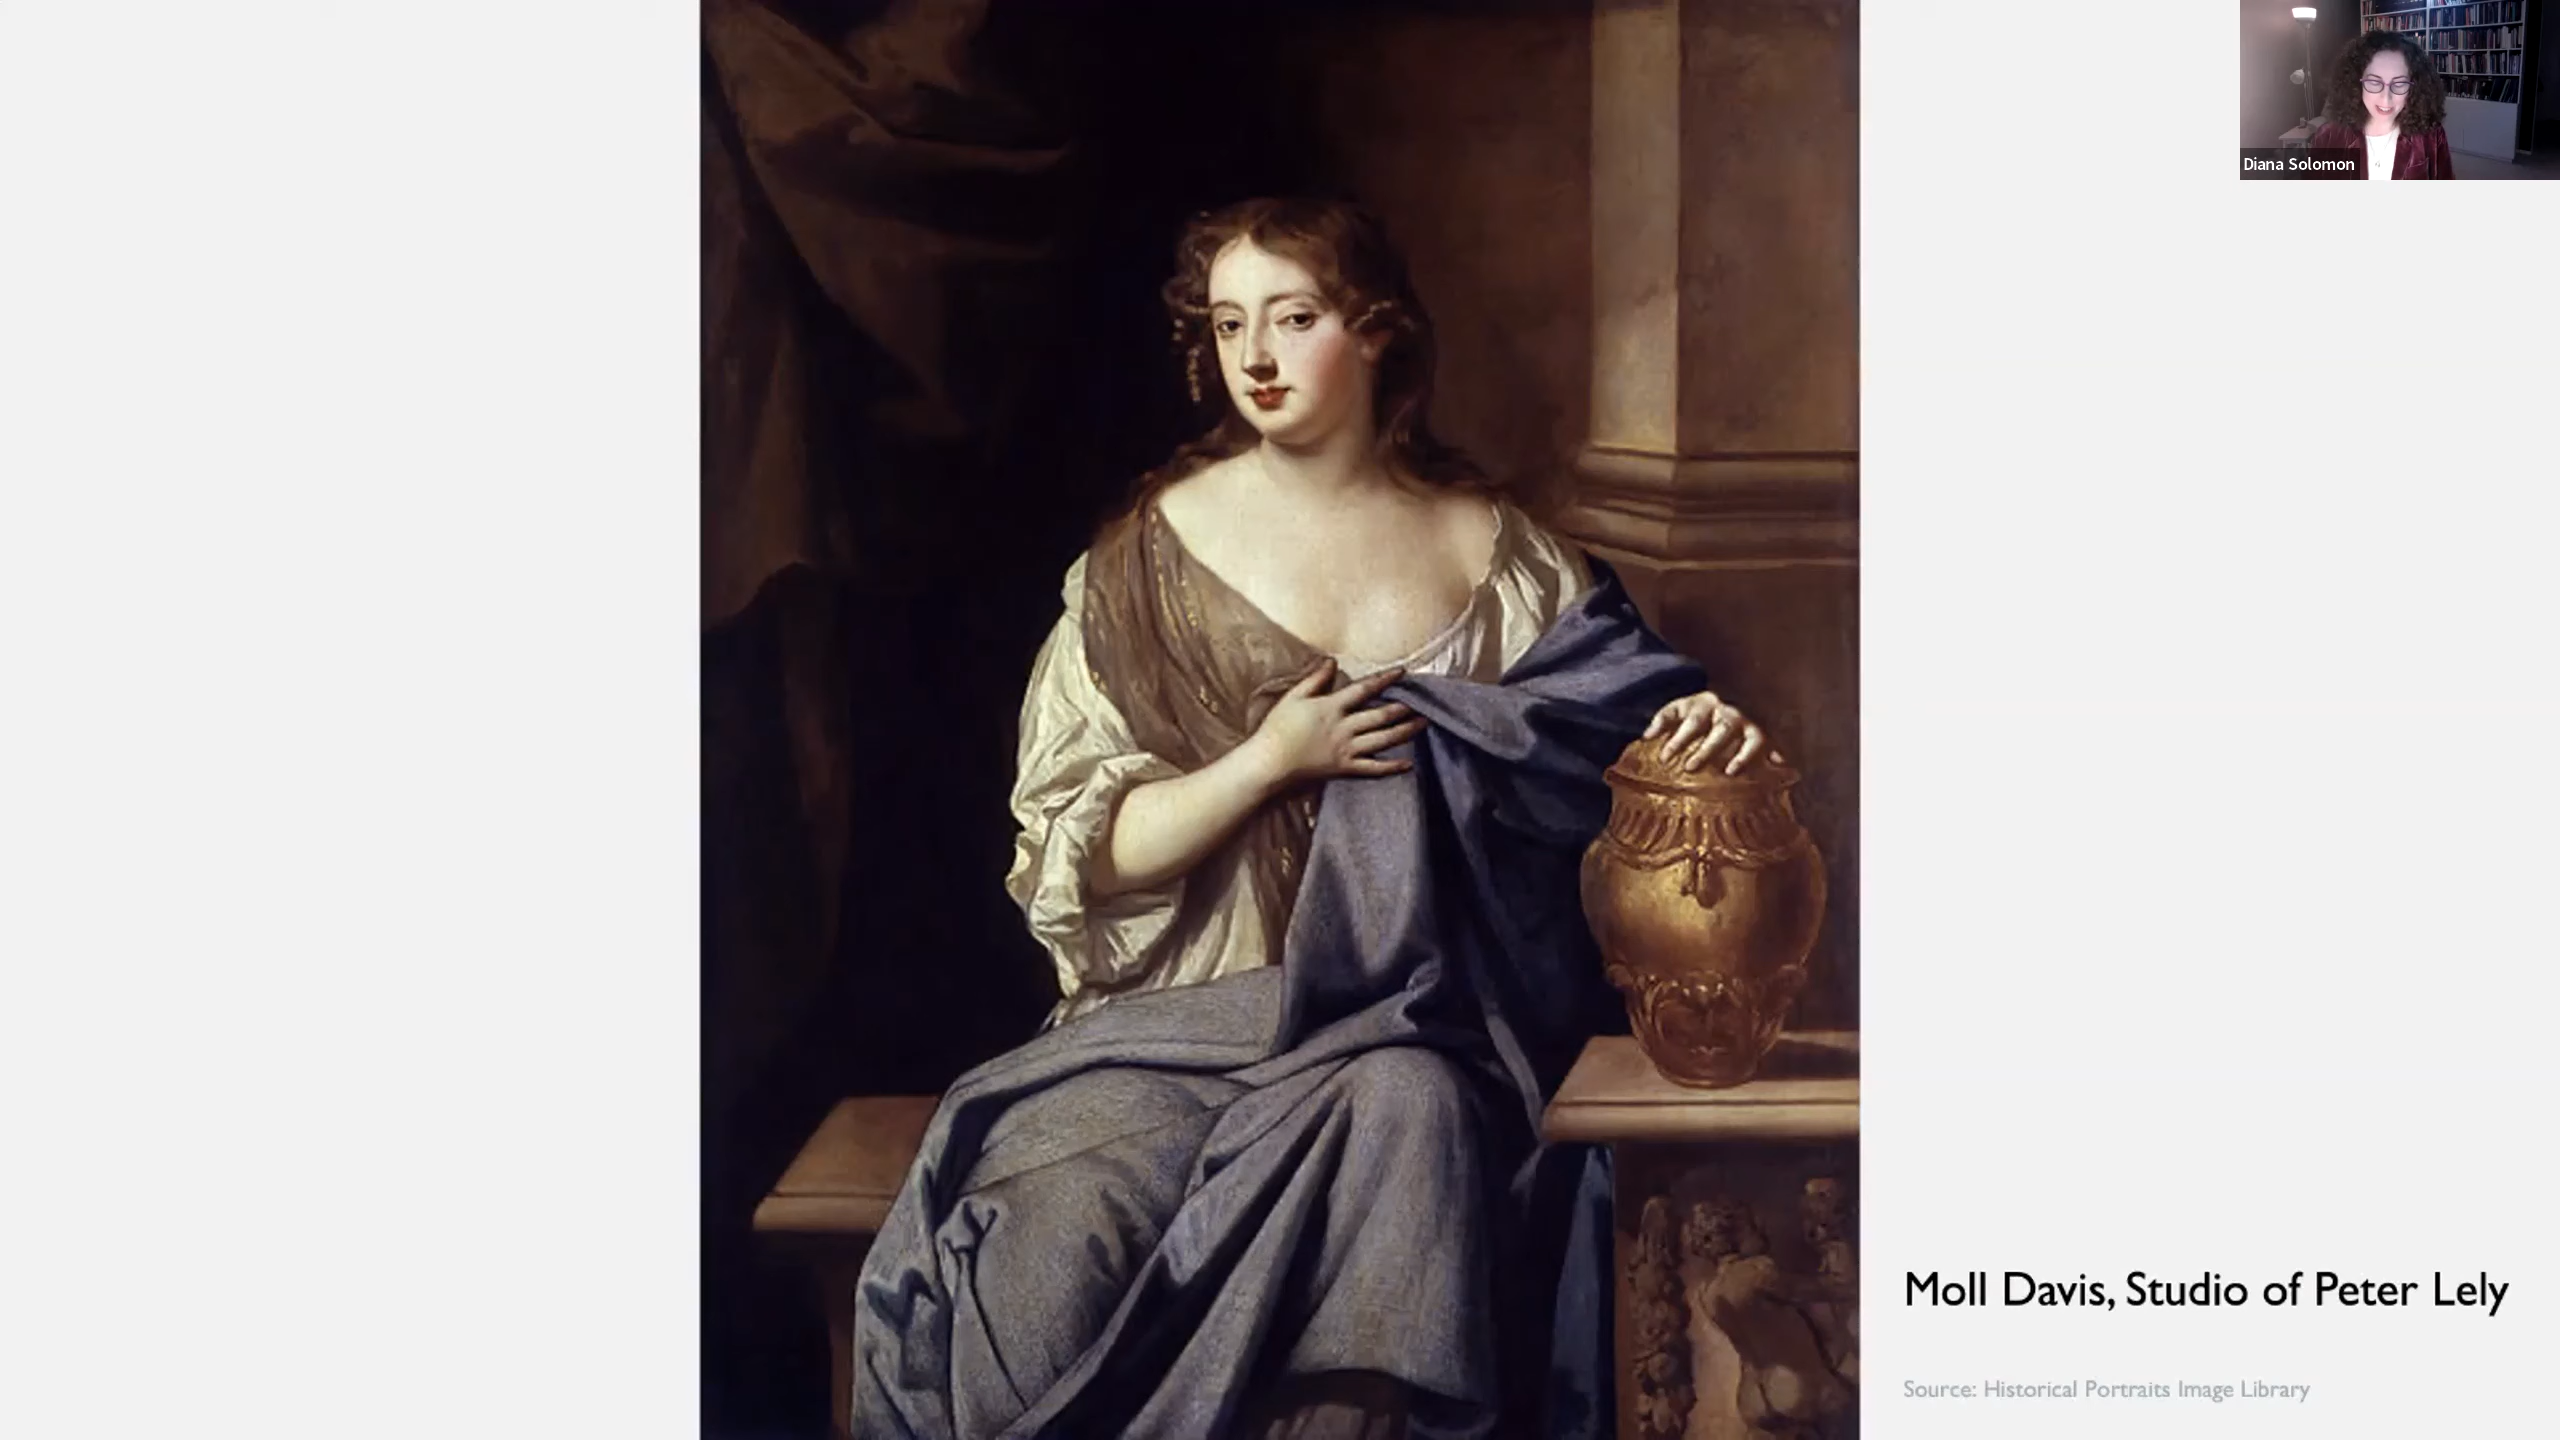 Diana Solomon
Moll Davis, Studio of Peter Lely
Source: Historical Portraits Image Library